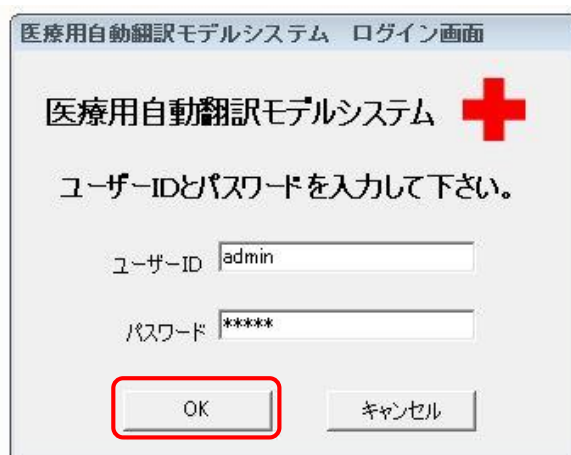 医療用自動翻訳モデルシステム　ログイン画面
医療用自動翻訳モデルシステム
ユーザーIDとパスワードを入力して下さい。
ユーザーID admin
パスワード *****
OK キャンセル